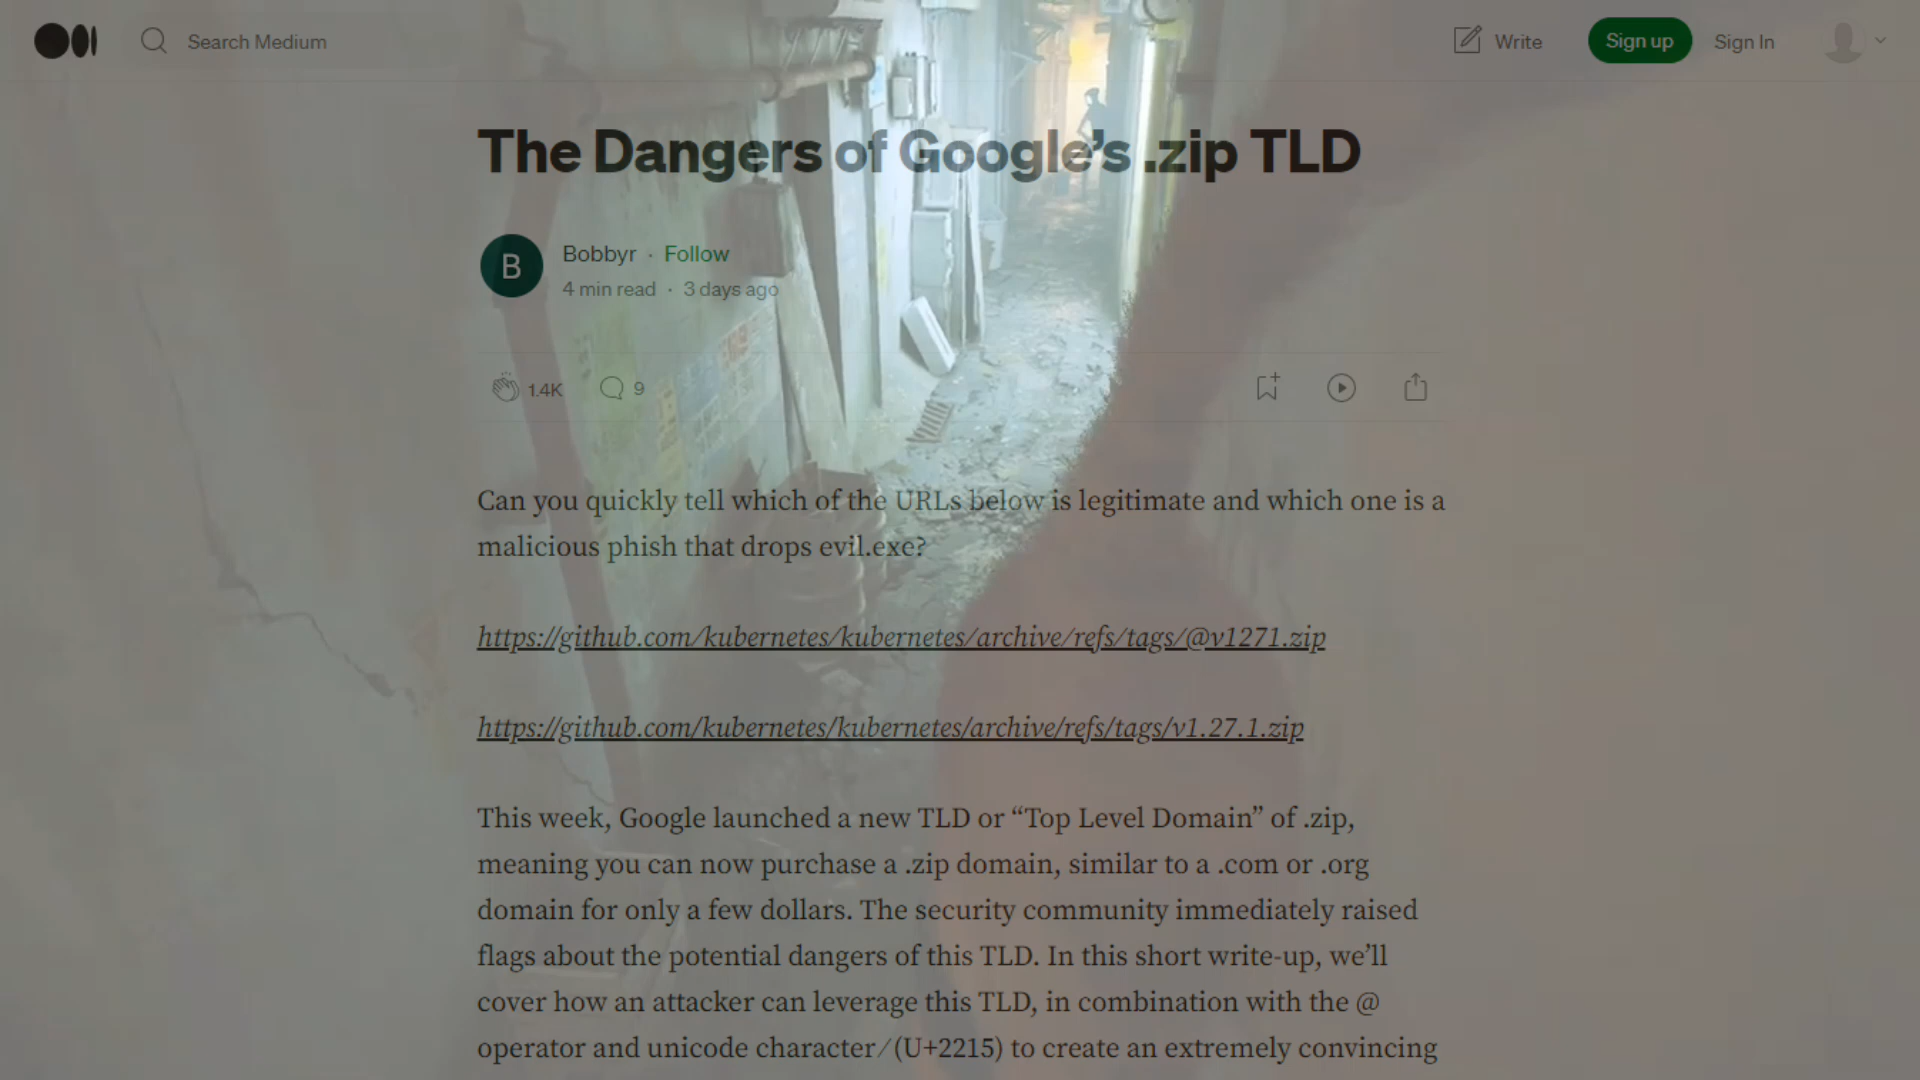 Search Medium
Write
Sign up
Sign In
The Dangers of Google’s .zip TLD
B
Bobbyr · Follow
4 min read · 3 days ago
1.4K
9
Can you quickly tell which of the URLs below is legitimate and which one is a
malicious phish that drops evil.exe?
https://github.com∕kubernetes∕kubernetes∕archive∕refs∕tags∕@v1271.zip
https://github.com/kubernetes/kubernetes/archive/refs/tags/v1.27.1.zip
This week, Google launched a new TLD or “Top Level Domain” of .zip,
meaning you can now purchase a .zip domain, similar to a .com or .org
domain for only a few dollars. The security community immediately raised
flags about the potential dangers of this TLD. In this short write-up, we’ll
cover how an attacker can leverage this TLD, in combination with the @
operator and unicode character ∕ (U+2215) to create an extremely convincing